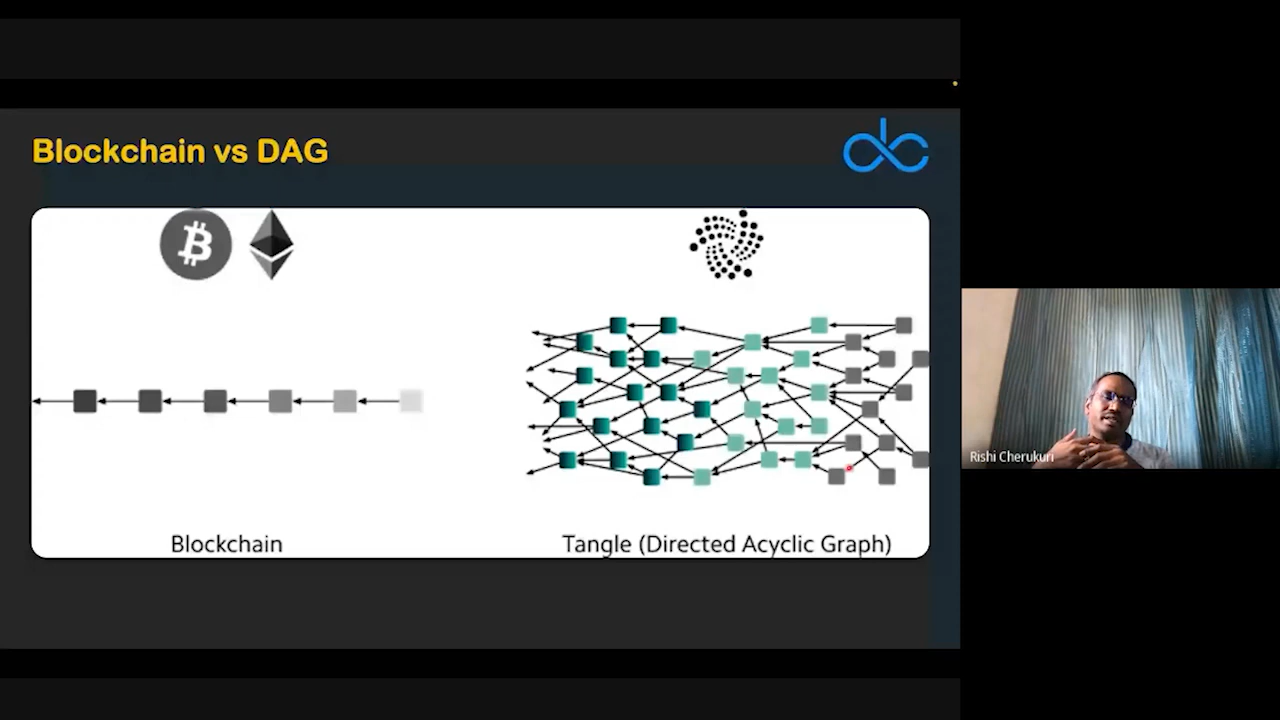 Blockchain vs DAG
Blockchain
Tangle (Directed Acyclic Graph)
Rishi Cherukuri